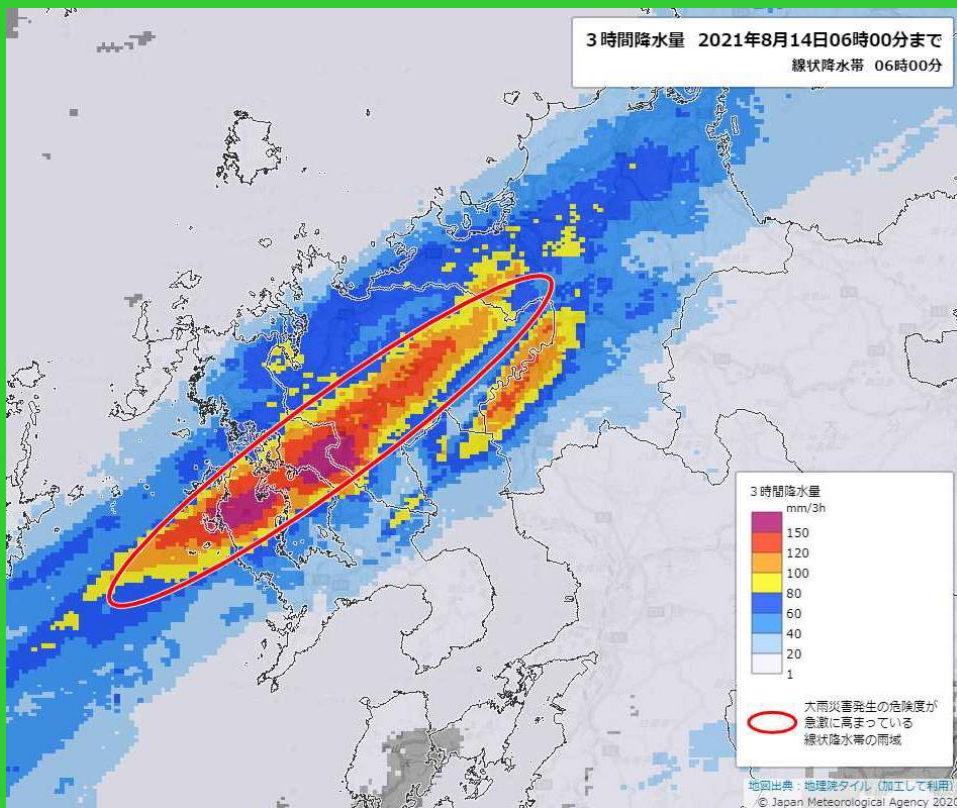 3時間降水量 2021年8月14日06時00分まで
線状降水帯 06時00分
3時間降水量
mm/3h
150
120
100
80
60
40
20
1
大雨災害発生の危険度が
急激に高まっている
線状降水帯の雨域
地図出典:地理院タイル(加工して利用)
© Japan Meteorological Agency 2020